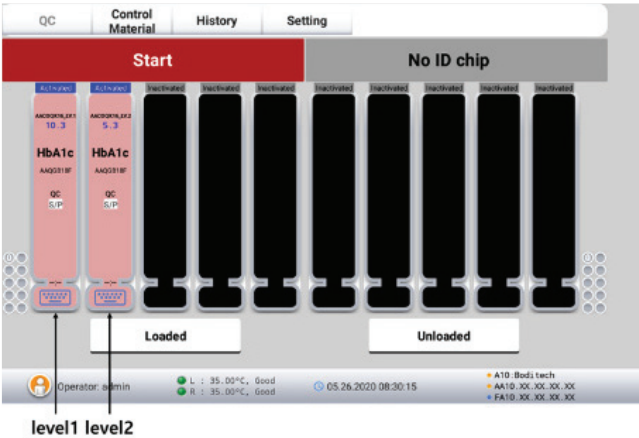 QC
Control
Material
History
Setting
Start
No ID chip
Activated Activated Inactivated Inactivated Inactivated Inactivated Inactivated Inactivated Inactivated Inactivated
10.3
5.3
HbA1c HbA1c
QC QC
S/P S/P
Loaded
Unloaded
Operator: admin
L : 35.00°C, Good
R : 35.00°C, Good
05.26.2020 08:30:15
A10:Boditech
AA10.XX.XX.XX.XX
FA10.XX.XX.XX.XX
level1 level2